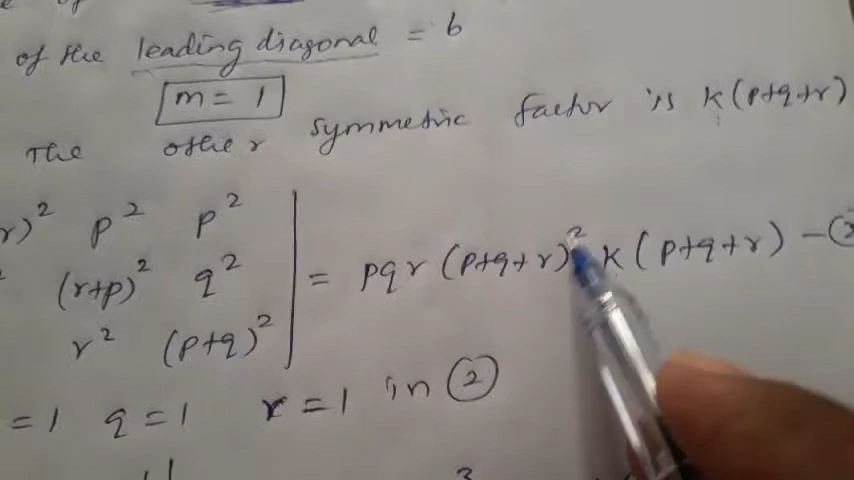 of the leading diagonal = 6
m = 1
The other symmetric factor is k(p+q+r)
r)² p² p²
(r+p)² q² = pqr (p+q+r)² k (p+q+r) — (2
r² (p+q)²
= 1 q = 1 r = 1 in (2)